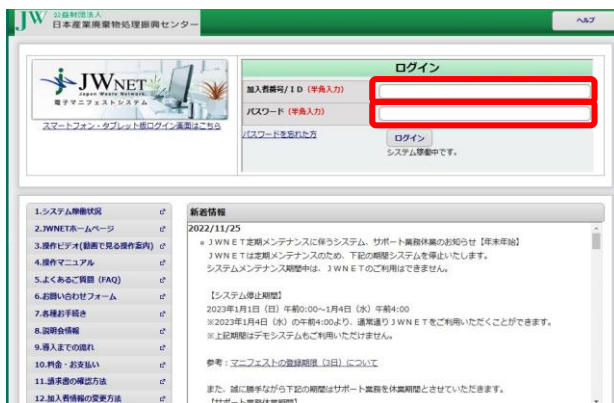 JW 公益財団法人
日本産業廃棄物処理振興センター
ヘルプ
JWNET
Japan Waste Network
電子マニフェストシステム
スマートフォン・タブレット版ログイン画面はこちら
ログイン
加入者番号/ID（半角入力）
パスワード（半角入力）
パスワードを忘れた方
ログイン
システム稼動中です。
1.システム稼働状況
2.JWNETホームページ
3.操作ビデオ(動画で見る操作案内)
4.操作マニュアル
5.よくあるご質問（FAQ）
6.お問い合わせフォーム
7.各種お手続き
8.説明会情報
9.導入までの流れ
10.料金・お支払い
11.請求書の確認方法
12.加入者情報の変更方法
新着情報
2022/11/25
ＪＷＮＥＴ定期メンテナンスに伴うシステム、サポート業務休業のお知らせ【年末年始】
ＪＷＮＥＴは定期メンテナンスのため、下記の期間システムを停止いたします。
システムメンテナンス期間中は、ＪＷＮＥＴのご利用はできません。
【システム停止期間】
2023年1月1日（日）午前0:00～1月4日（水）午前4:00
※2023年1月4日（水）の午前4:00より、通常通りＪＷＮＥＴをご利用いただくことができます。
※上記期間はデモシステムもご利用いただけません。
参考：マニフェストの登録期限（3日）について
また、誠に勝手ながら下記の期間はサポート業務を休業期間とさせていただきます。
【サポート業務休業期間】